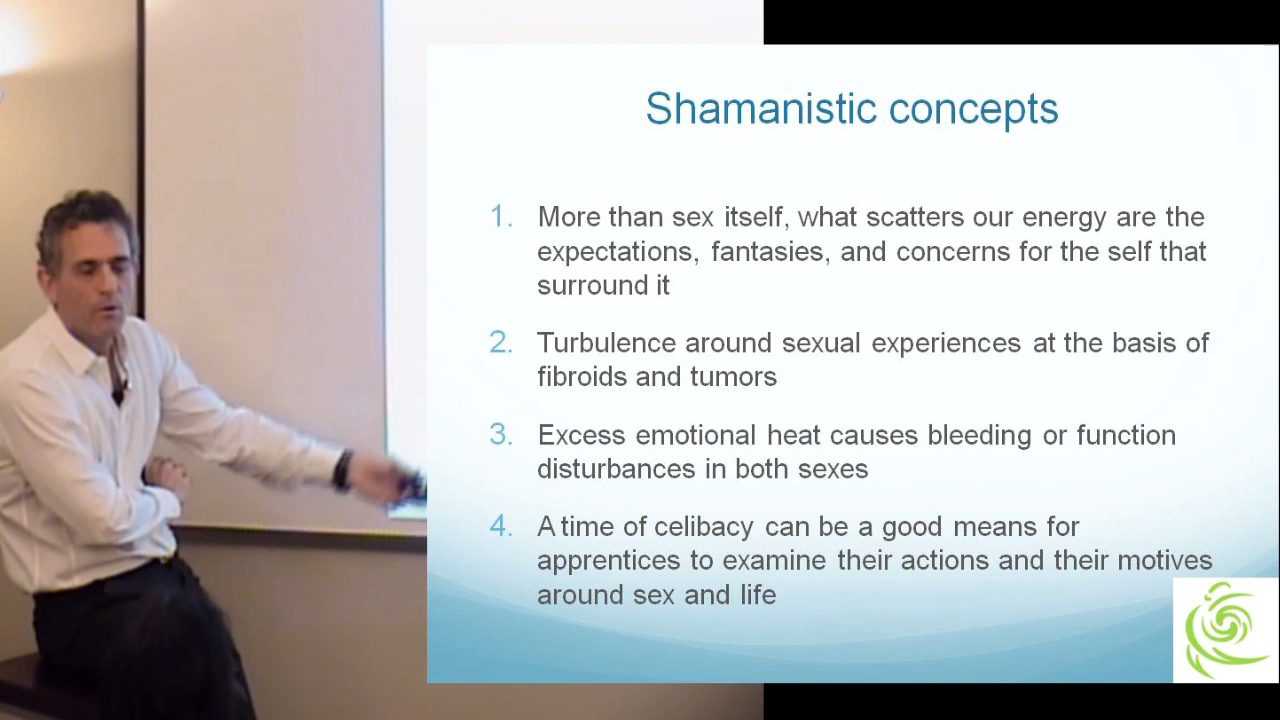 Shamanistic concepts
1. More than sex itself, what scatters our energy are the
expectations, fantasies, and concerns for the self that
surround it
2. Turbulence around sexual experiences at the basis of
fibroids and tumors
3. Excess emotional heat causes bleeding or function
disturbances in both sexes
4. A time of celibacy can be a good means for
apprentices to examine their actions and their motives
around sex and life